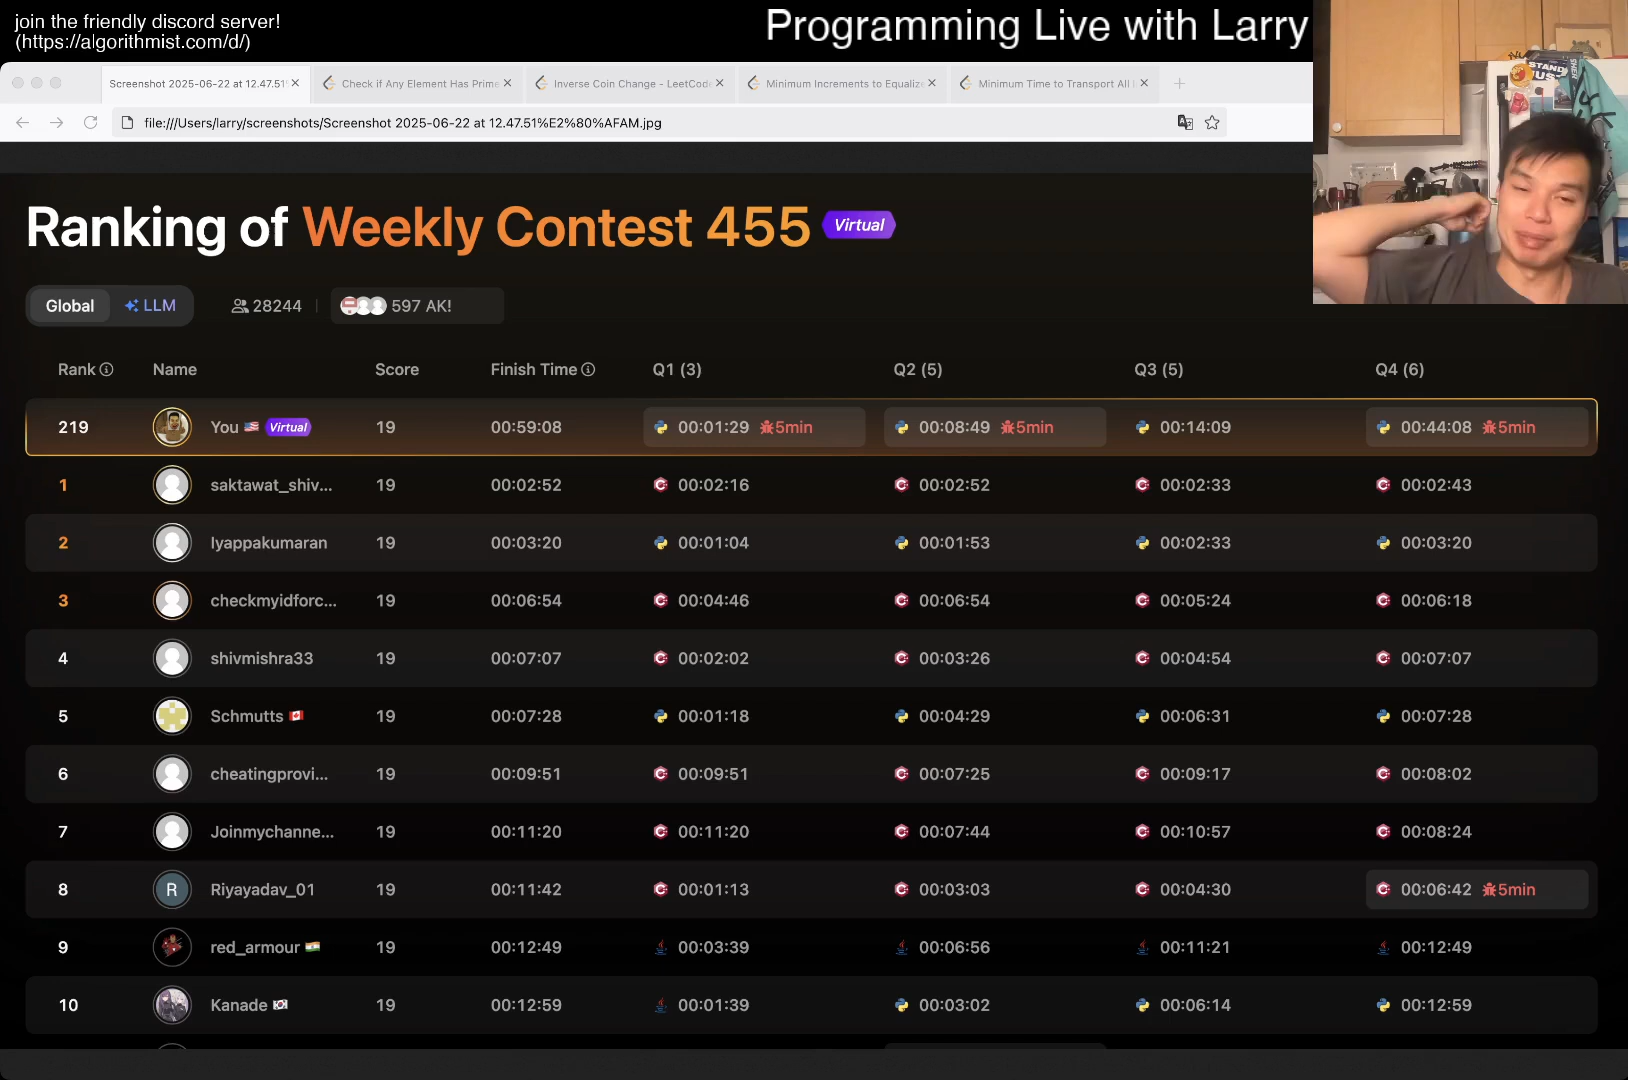 join the friendly discord server!
(https://algorithmist.com/d/)
Programming Live with Larry
Screenshot 2025-06-22 at 12.47.51
Check if Any Element Has Prime
Inverse Coin Change - LeetCode
Minimum Increments to Equalize
Minimum Time to Transport All
file:///Users/larry/screenshots/Screenshot 2025-06-22 at 12.47.51%E2%80%AFAM.jpg
Ranking of Weekly Contest 455 Virtual
Global LLM 28244 597 AK!
Rank Name Score Finish Time Q1 (3) Q2 (5) Q3 (5) Q4 (6)
219 You Virtual 19 00:59:08 00:01:29 5min 00:08:49 5min 00:14:09 00:44:08 5min
1 saktawat_shiv... 19 00:02:52 00:02:16 00:02:52 00:02:33 00:02:43
2 Iyappakumaran 19 00:03:20 00:01:04 00:01:53 00:02:33 00:03:20
3 checkmyidforc... 19 00:06:54 00:04:46 00:06:54 00:05:24 00:06:18
4 shivmishra33 19 00:07:07 00:02:02 00:03:26 00:04:54 00:07:07
5 Schmutts 19 00:07:28 00:01:18 00:04:29 00:06:31 00:07:28
6 cheatingprovi... 19 00:09:51 00:09:51 00:07:25 00:09:17 00:08:02
7 Joinmychanne... 19 00:11:20 00:11:20 00:07:44 00:10:57 00:08:24
8 R Riyayadav_01 19 00:11:42 00:01:13 00:03:03 00:04:30 00:06:42 5min
9 red_armour 19 00:12:49 00:03:39 00:06:56 00:11:21 00:12:49
10 Kanade 19 00:12:59 00:01:39 00:03:02 00:06:14 00:12:59